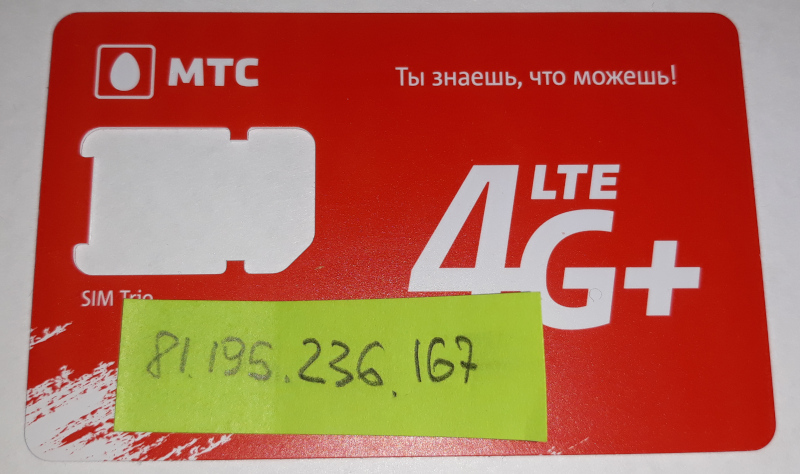 МТС
Ты знаешь, что можешь!
LTE
4G+
SIM Trio
81.195.236.167